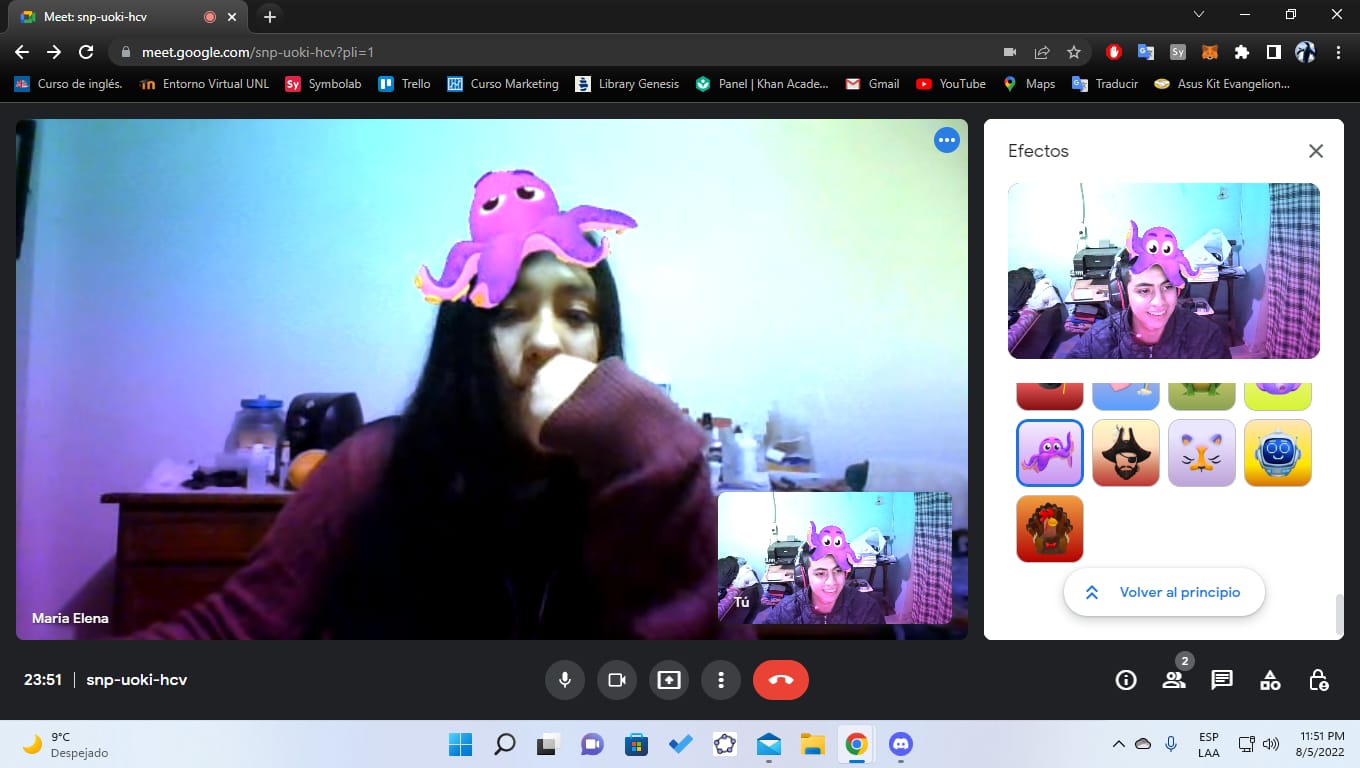 Meet: snp-uoki-hcv
meet.google.com/snp-uoki-hcv?pli=1
Sy
Curso de inglés.
Entorno Virtual UNL
Sy Symbolab
Trello
Curso Marketing
Library Genesis
Panel | Khan Acade...
Gmail
YouTube
Maps
Traducir
Asus Kit Evangelion...
Efectos
Maria Elena
Tú
Volver al principio
23:51 | snp-uoki-hcv
2
9°C
Despejado
ESP
LAA
11:51 PM
8/5/2022